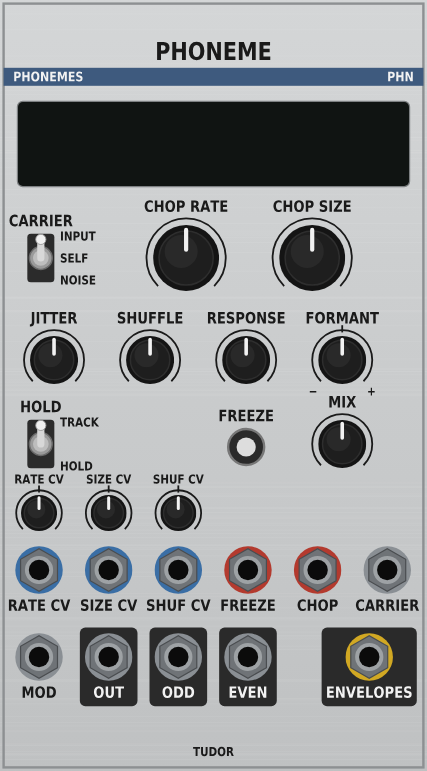 PHONEME
PHONEMES PHN
CHOP RATE CHOP SIZE
CARRIER
INPUT
SELF
NOISE
JITTER SHUFFLE RESPONSE FORMANT
− +
HOLD MIX
TRACK FREEZE
HOLD
RATE CV SIZE CV SHUF CV
RATE CV SIZE CV SHUF CV FREEZE CHOP CARRIER
MOD OUT ODD EVEN ENVELOPES
TUDOR